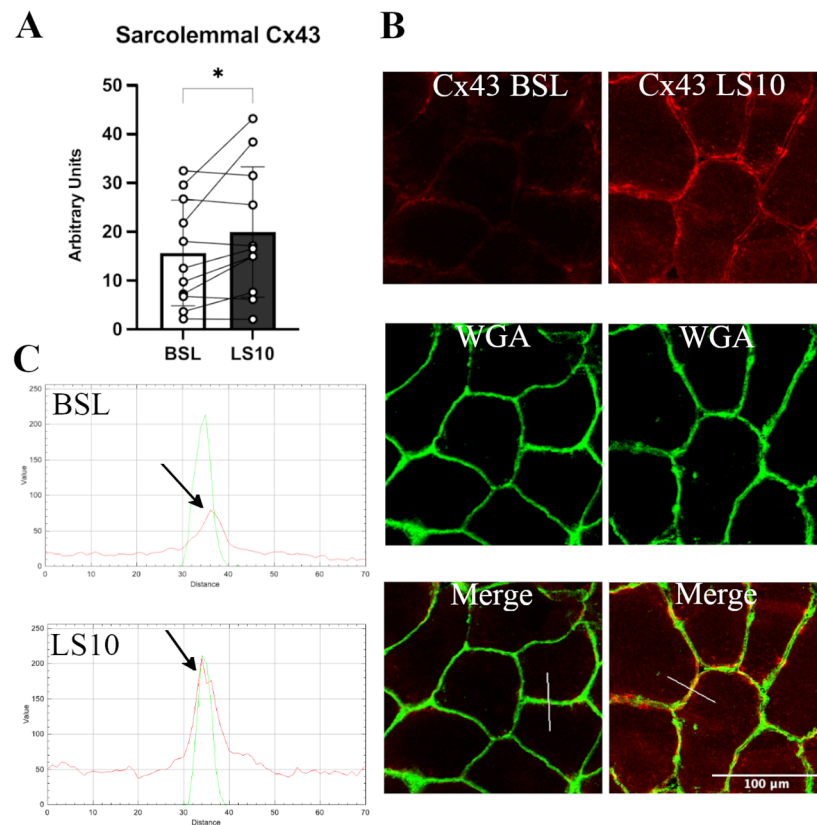 A
Sarcolemmal Cx43
*
50
40
30
20
10
0
Arbitrary Units
BSL
LS10
B
Cx43 BSL
Cx43 LS10
WGA
WGA
Merge
Merge
100 µm
C
BSL
250
200
150
100
50
0
Value
0 10 20 30 40 50 60 70
Distance
LS10
250
200
150
100
50
0
Value
0 10 20 30 40 50 60 70
Distance